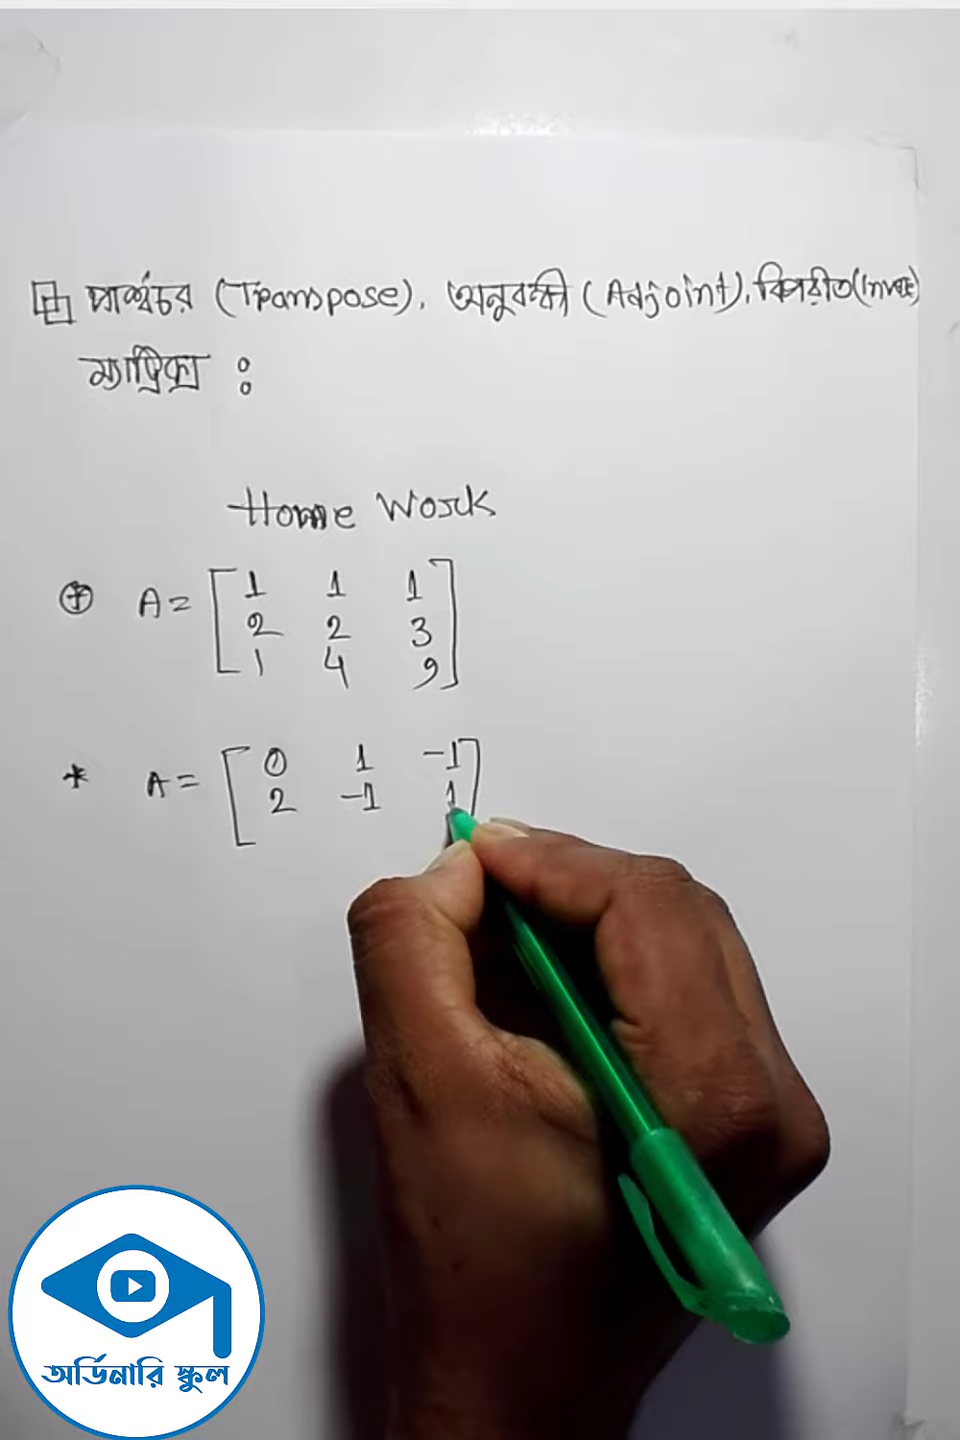 পার্শ্বচর (Transpose), অনুবন্ধী (Adjoint), বিপরীত (Inverse)
ম্যাট্রিক্স :
Home Work
A = [ 1 1 1
2 2 3
1 4 9 ]
* A = [ 0 1 -1
2 -1 1
অর্ডিনারি স্কুল